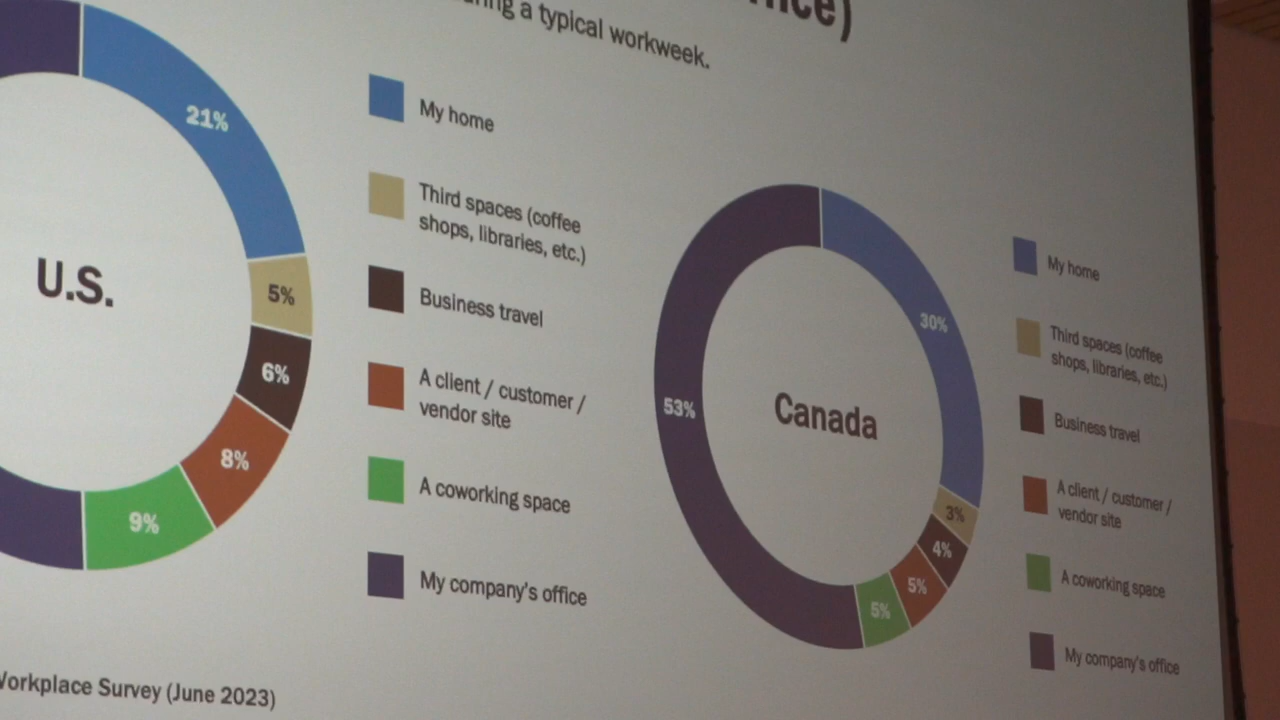 a typical workweek.
21%
5%
6%
8%
9%
U.S.
My home
Third spaces (coffee
shops, libraries, etc.)
Business travel
A client / customer /
vendor site
A coworking space
My company's office
30%
3%
4%
5%
5%
53%
Canada
My home
Third spaces (coffee
shops, libraries, etc.)
Business travel
A client / customer /
vendor site
A coworking space
My company's office
Survey (June 2023)